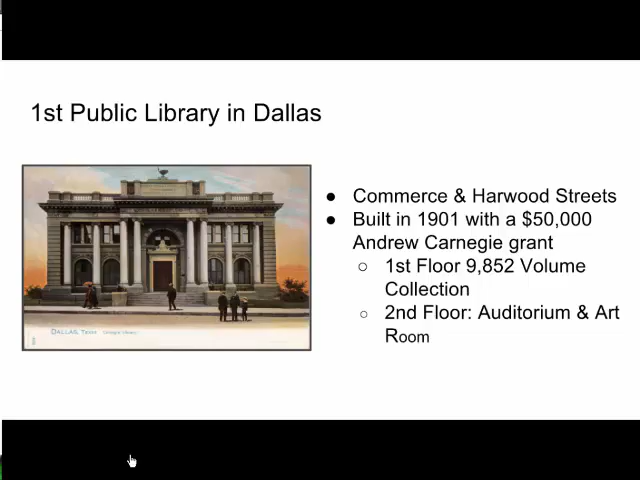 1st Public Library in Dallas
● Commerce & Harwood Streets
● Built in 1901 with a $50,000
Andrew Carnegie grant
○ 1st Floor 9,852 Volume
Collection
○ 2nd Floor: Auditorium & Art
Room
DALLAS, Texas